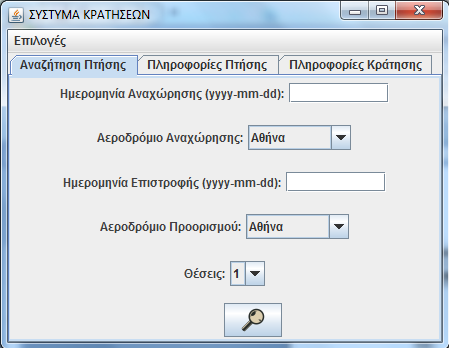 ΣΥΣΤΥΜΑ ΚΡΑΤΗΣΕΩΝ
Επιλογές
Αναζήτηση Πτήσης Πληροφορίες Πτήσης Πληροφορίες Κράτησης
Ημερομηνία Αναχώρησης (yyyy-mm-dd):
Αεροδρόμιο Αναχώρησης: Αθήνα
Ημερομηνία Επιστροφής (yyyy-mm-dd):
Αεροδρόμιο Προορισμού: Αθήνα
Θέσεις: 1